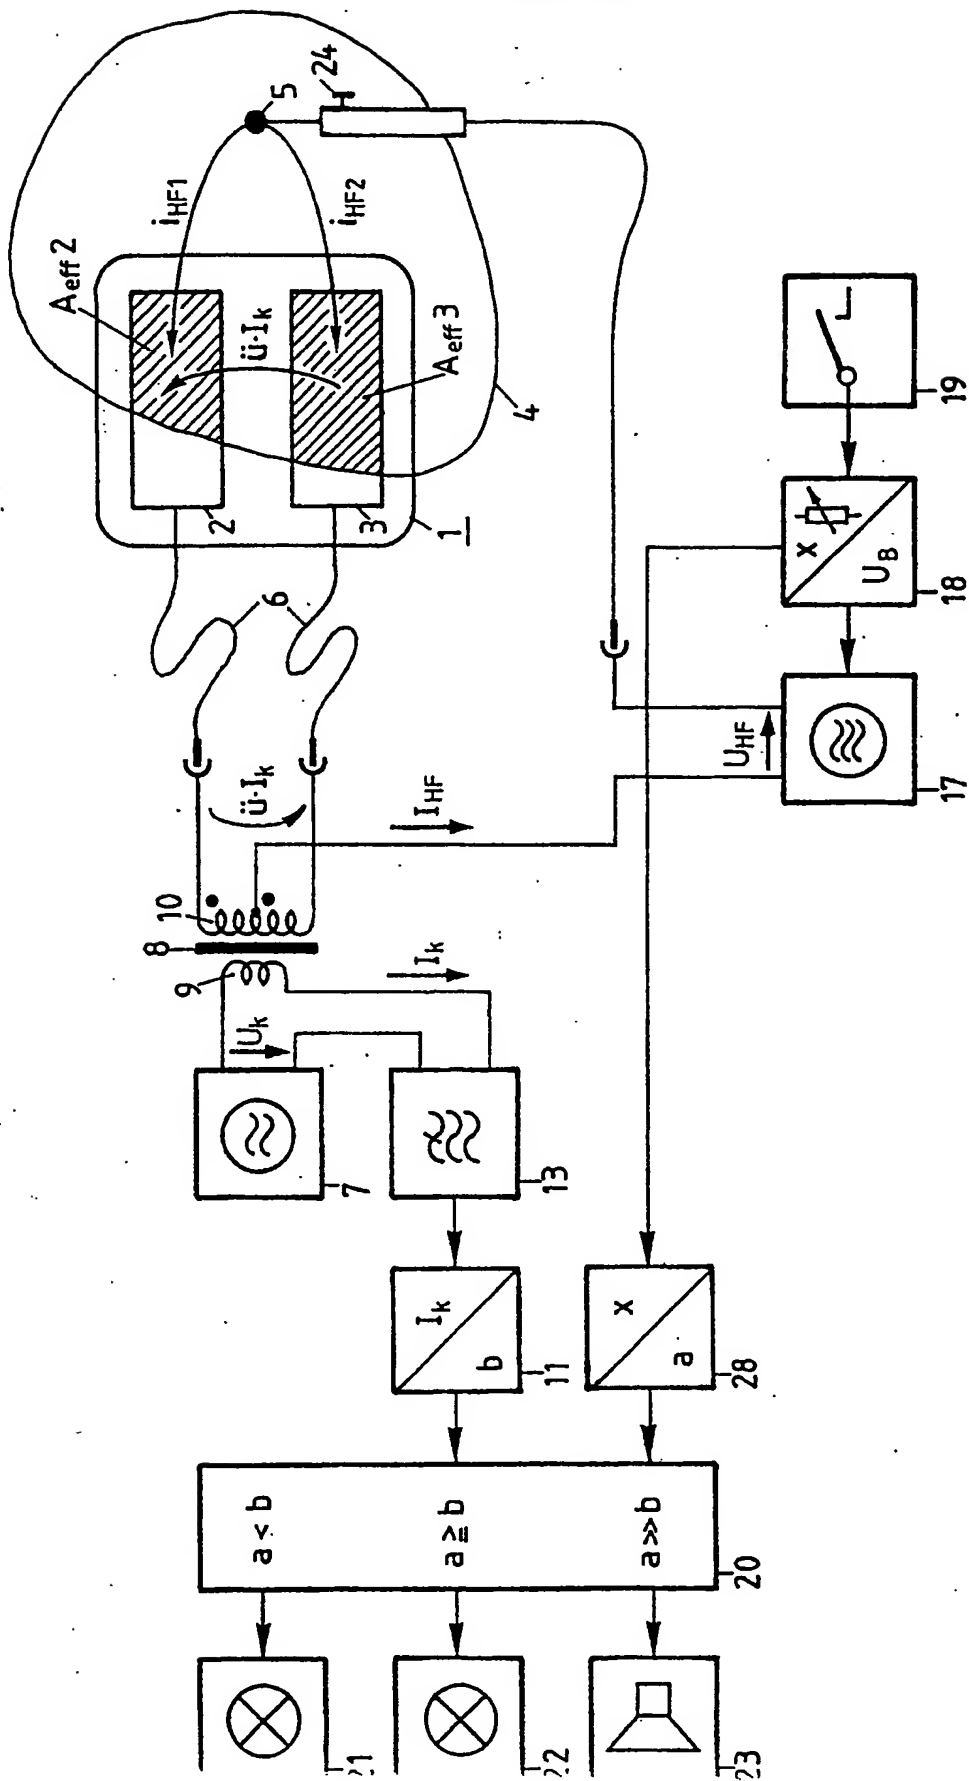 24
5
iHF1
iHF2
Aeff 2
ü·Ik
Aeff 3
4
2
3
1
6
19
X
UB
18
UHF
17
ü·Ik
IHF
10
8
9
Ik
Uk
7
13
Ik
b
11
X
a
28
a < b
a ≧ b
a ≫ b
20
21
22
23